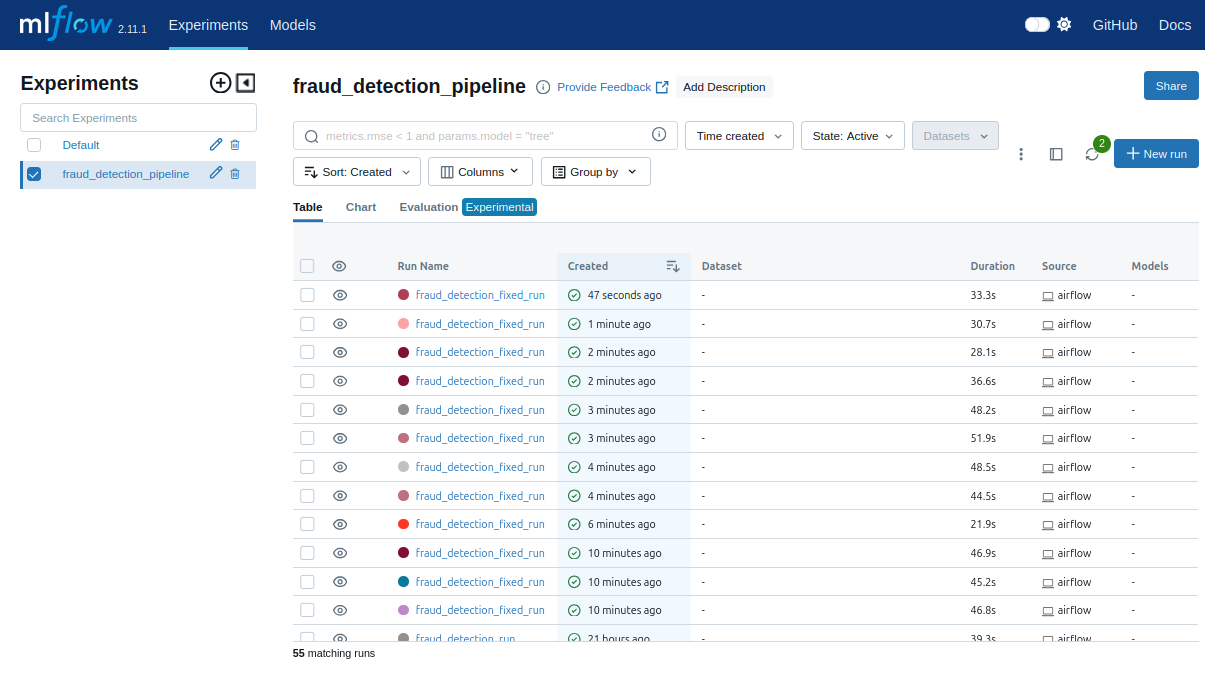 mlflow 2.11.1 Experiments Models GitHub Docs
Experiments
Search Experiments
Default
fraud_detection_pipeline
fraud_detection_pipeline Provide Feedback Add Description Share
metrics.rmse < 1 and params.model = "tree" Time created State: Active Datasets 2 New run
Sort: Created Columns Group by
Table Chart Evaluation Experimental
Run Name Created Dataset Duration Source Models
fraud_detection_fixed_run 47 seconds ago - 33.3s airflow -
fraud_detection_fixed_run 1 minute ago - 30.7s airflow -
fraud_detection_fixed_run 2 minutes ago - 28.1s airflow -
fraud_detection_fixed_run 2 minutes ago - 36.6s airflow -
fraud_detection_fixed_run 3 minutes ago - 48.2s airflow -
fraud_detection_fixed_run 3 minutes ago - 51.9s airflow -
fraud_detection_fixed_run 4 minutes ago - 48.5s airflow -
fraud_detection_fixed_run 4 minutes ago - 44.5s airflow -
fraud_detection_fixed_run 6 minutes ago - 21.9s airflow -
fraud_detection_fixed_run 10 minutes ago - 46.9s airflow -
fraud_detection_fixed_run 10 minutes ago - 45.2s airflow -
fraud_detection_fixed_run 10 minutes ago - 46.8s airflow -
fraud_detection_run 21 hours ago - 39.3s airflow -
55 matching runs